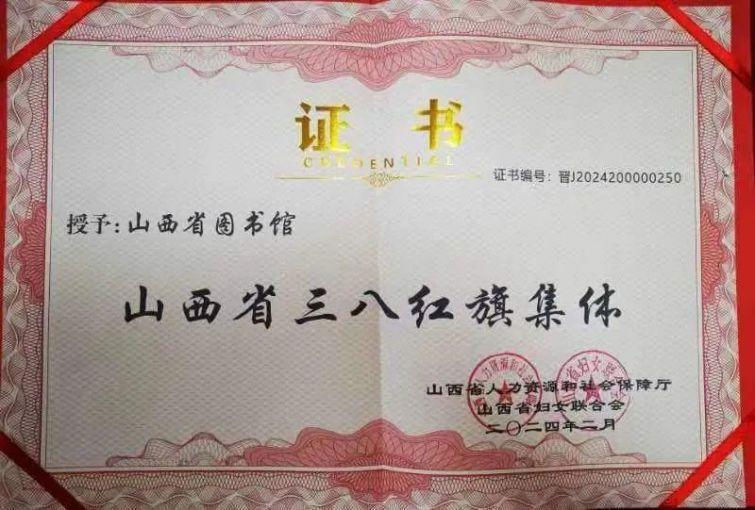 证书
CREDENTIAL
证书编号：晋J2024200000250
授予：山西省图书馆
山西省三八红旗集体
山西省人力资源和社会保障厅
山西省妇女联合会
二〇二四年二月